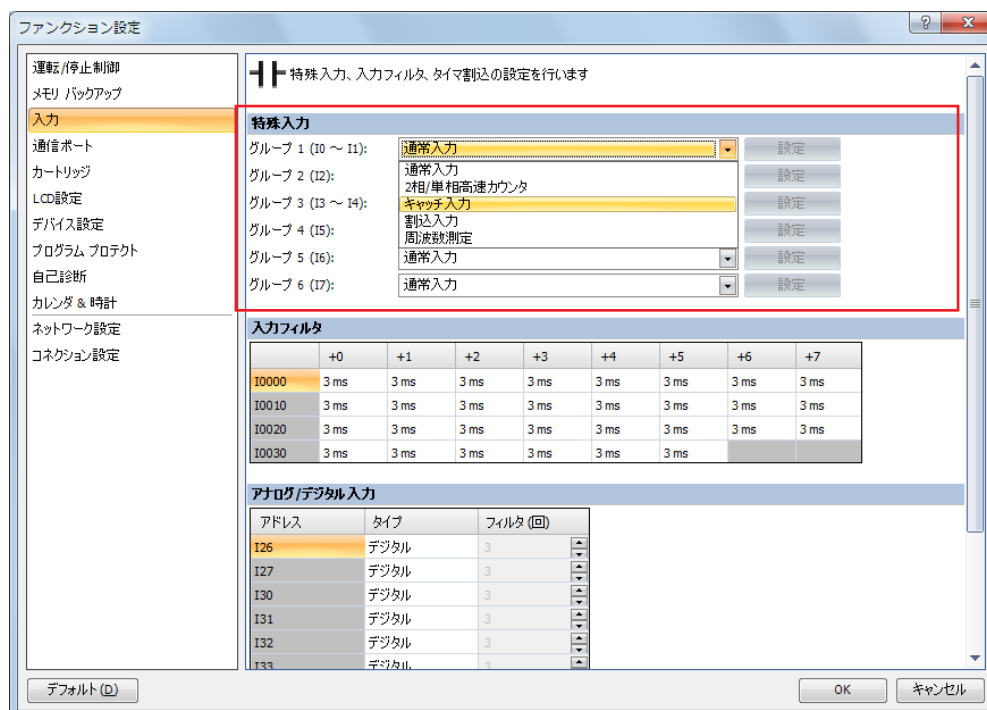 ファンクション設定
運転/停止制御
メモリ バックアップ
入力
通信ポート
カートリッジ
LCD設定
デバイス設定
プログラム プロテクト
自己診断
カレンダ & 時計
ネットワーク設定
コネクション設定
特殊入力、入力フィルタ、タイマ割込の設定を行います
特殊入力
グループ 1 (I0 ～ I1): 通常入力 設定
グループ 2 (I2): 設定
グループ 3 (I3 ～ I4): 設定
グループ 4 (I5): 設定
通常入力
2相/単相高速カウンタ
キャッチ入力
割込入力
周波数測定
グループ 5 (I6): 通常入力 設定
グループ 6 (I7): 通常入力 設定
入力フィルタ
+0 +1 +2 +3 +4 +5 +6 +7
I0000 3 ms 3 ms 3 ms 3 ms 3 ms 3 ms 3 ms 3 ms
I0010 3 ms 3 ms 3 ms 3 ms 3 ms 3 ms 3 ms 3 ms
I0020 3 ms 3 ms 3 ms 3 ms 3 ms 3 ms 3 ms 3 ms
I0030 3 ms 3 ms 3 ms 3 ms 3 ms 3 ms
アナログ/デジタル入力
アドレス タイプ フィルタ (回)
I26 デジタル 3
I27 デジタル 3
I30 デジタル 3
I31 デジタル 3
I32 デジタル 3
I33 デジタル 3
デフォルト(D) OK キャンセル